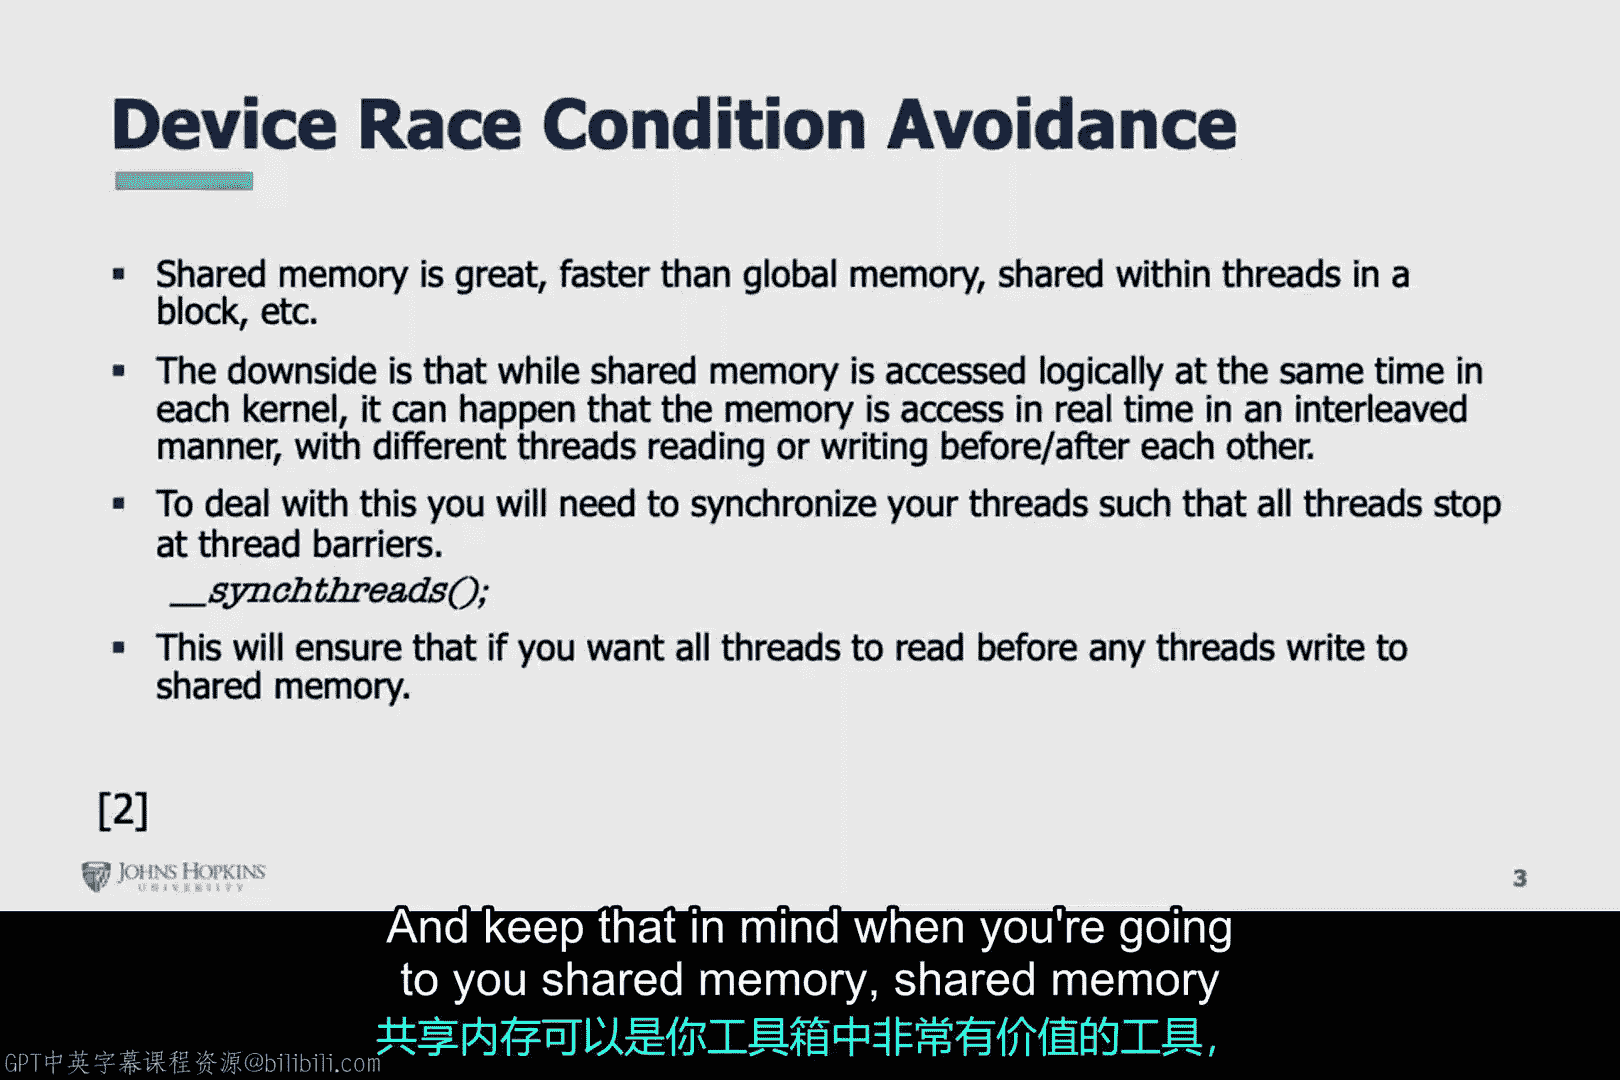 Device Race Condition Avoidance
▪ Shared memory is great, faster than global memory, shared within threads in a
block, etc.
▪ The downside is that while shared memory is accessed logically at the same time in
each kernel, it can happen that the memory is access in real time in an interleaved
manner, with different threads reading or writing before/after each other.
▪ To deal with this you will need to synchronize your threads such that all threads stop
at thread barriers.
__synchthreads();
▪ This will ensure that if you want all threads to read before any threads write to
shared memory.
[2]
JOHNS HOPKINS
UNIVERSITY
3
And keep that in mind when you're going
to you shared memory, shared memory
共享内存可以是你工具箱中非常有价值的工具，
GPT中英字幕课程资源@bilibili.com